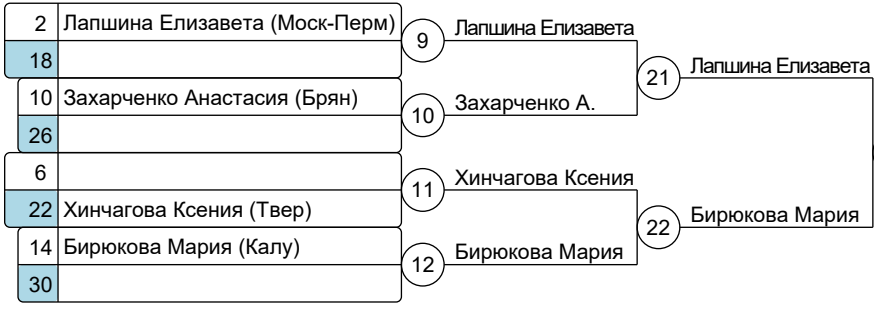 2 Лапшина Елизавета (Моск-Перм)
9 Лапшина Елизавета
18
21 Лапшина Елизавета
10 Захарченко Анастасия (Брян)
10 Захарченко А.
26
6
11 Хинчагова Ксения
22 Хинчагова Ксения (Твер)
22 Бирюкова Мария
14 Бирюкова Мария (Калу)
12 Бирюкова Мария
30